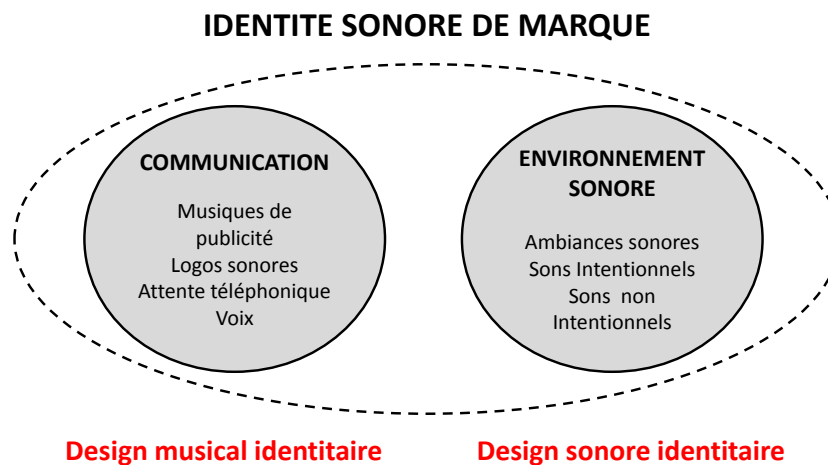 IDENTITE SONORE DE MARQUE
COMMUNICATION
Musiques de
publicité
Logos sonores
Attente téléphonique
Voix
ENVIRONNEMENT
SONORE
Ambiances sonores
Sons Intentionnels
Sons non
Intentionnels
Design musical identitaire
Design sonore identitaire